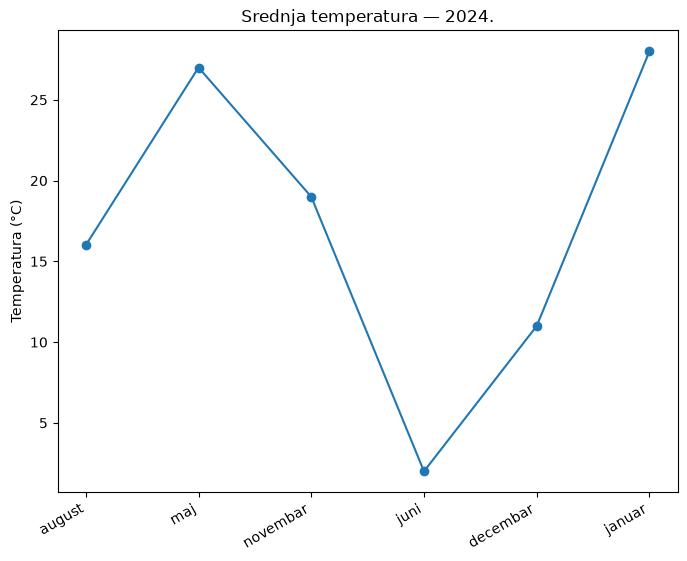 Srednja temperatura — 2024.
Temperatura (°C)
25
20
15
10
5
august
maj
novembar
juni
decembar
januar